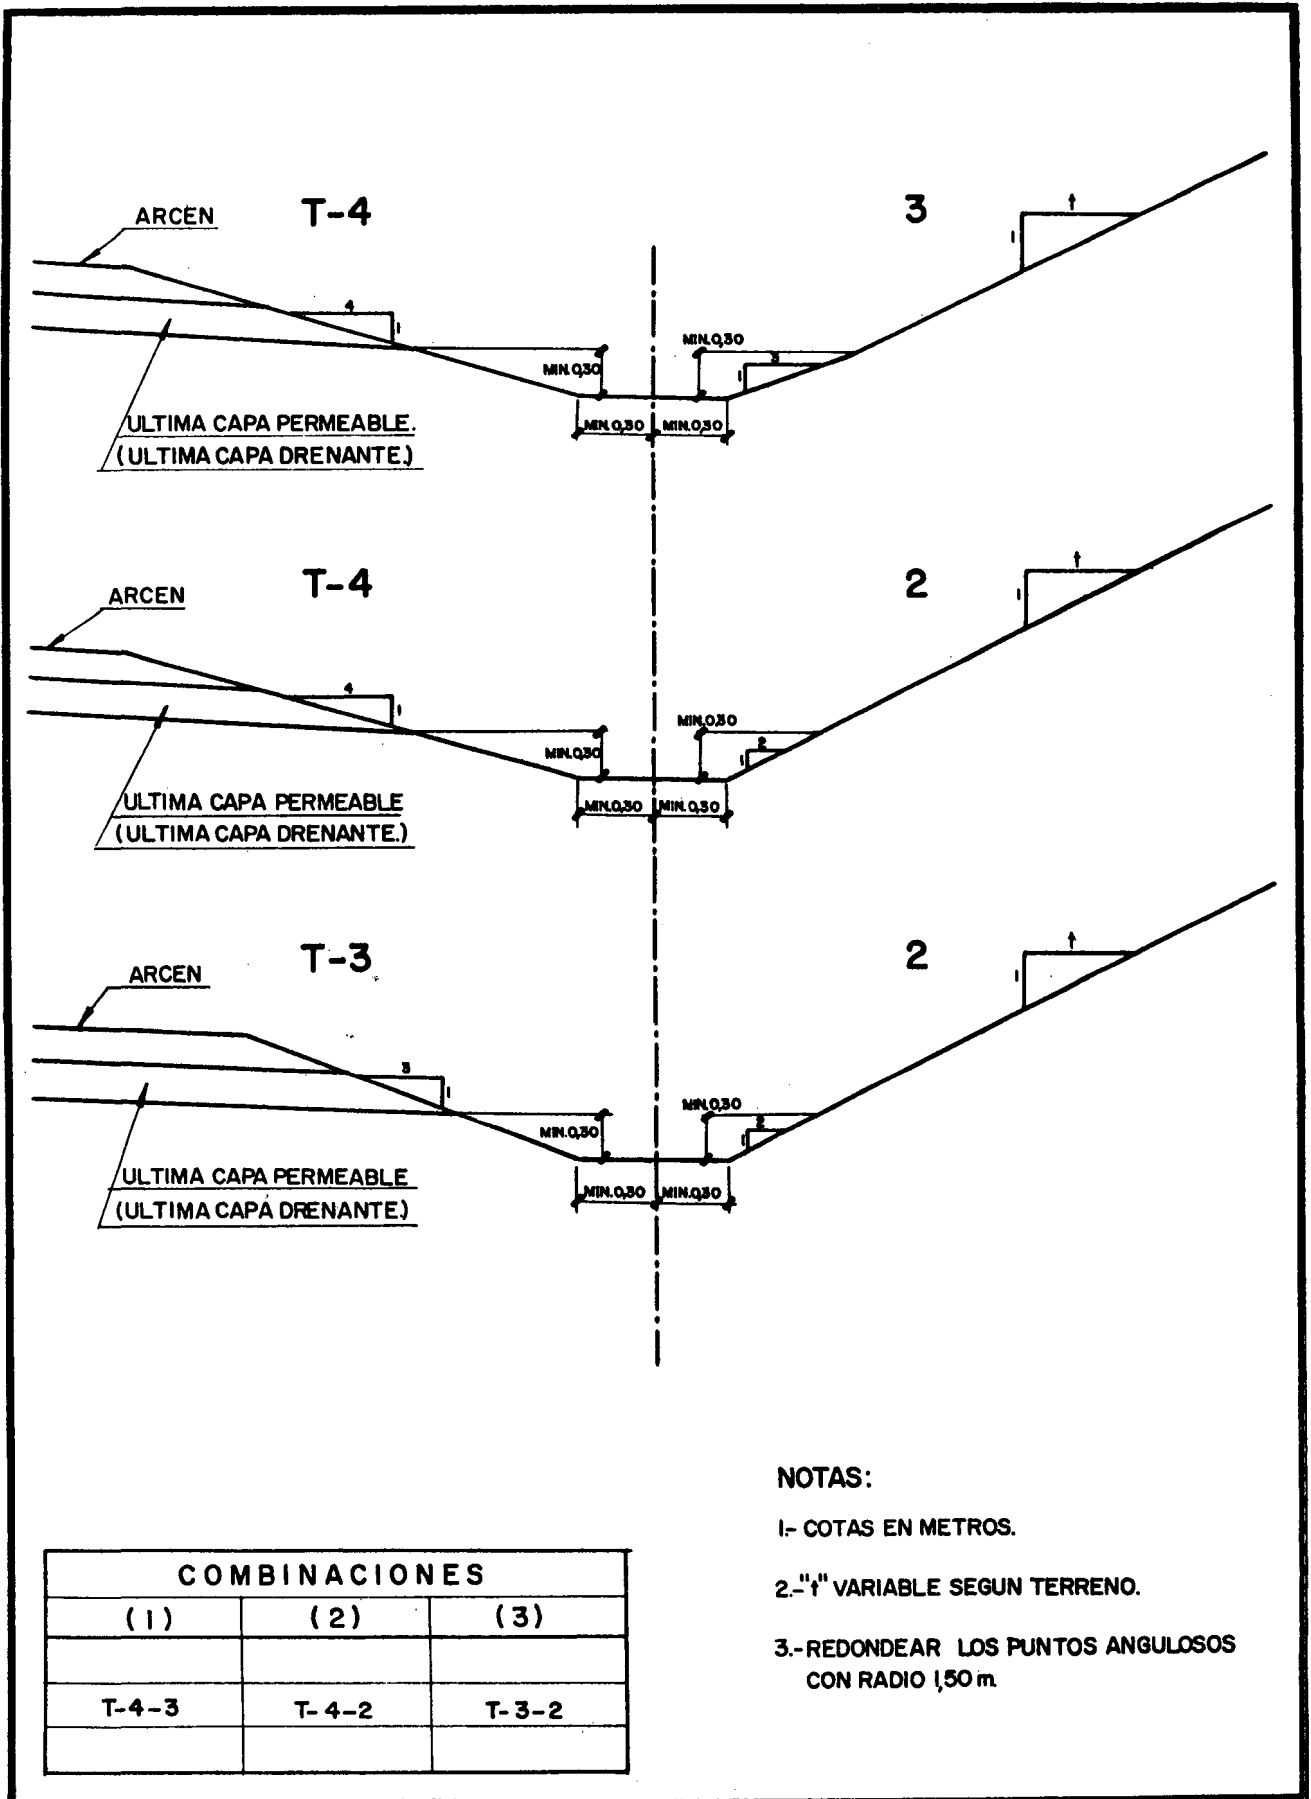 T-4
3
ARCEN
t
1
4
1
MIN.0,30
MIN.0,30
3
1
MIN.0,30
MIN.0,30
ULTIMA CAPA PERMEABLE.
(ULTIMA CAPA DRENANTE.)
T-4
2
ARCEN
t
1
4
1
MIN.0,30
MIN.0,30
2
1
MIN.0,30
MIN.0,30
ULTIMA CAPA PERMEABLE
(ULTIMA CAPA DRENANTE.)
T-3
2
ARCEN
t
1
3
1
MIN.0,30
MIN.0,30
2
1
MIN.0,30
MIN.0,30
ULTIMA CAPA PERMEABLE
(ULTIMA CAPA DRENANTE)
NOTAS:
1- COTAS EN METROS.
2.-"t" VARIABLE SEGUN TERRENO.
3.-REDONDEAR LOS PUNTOS ANGULOSOS
CON RADIO 1,50 m
COMBINACIONES
(1) (2) (3)
T-4-3 T-4-2 T-3-2